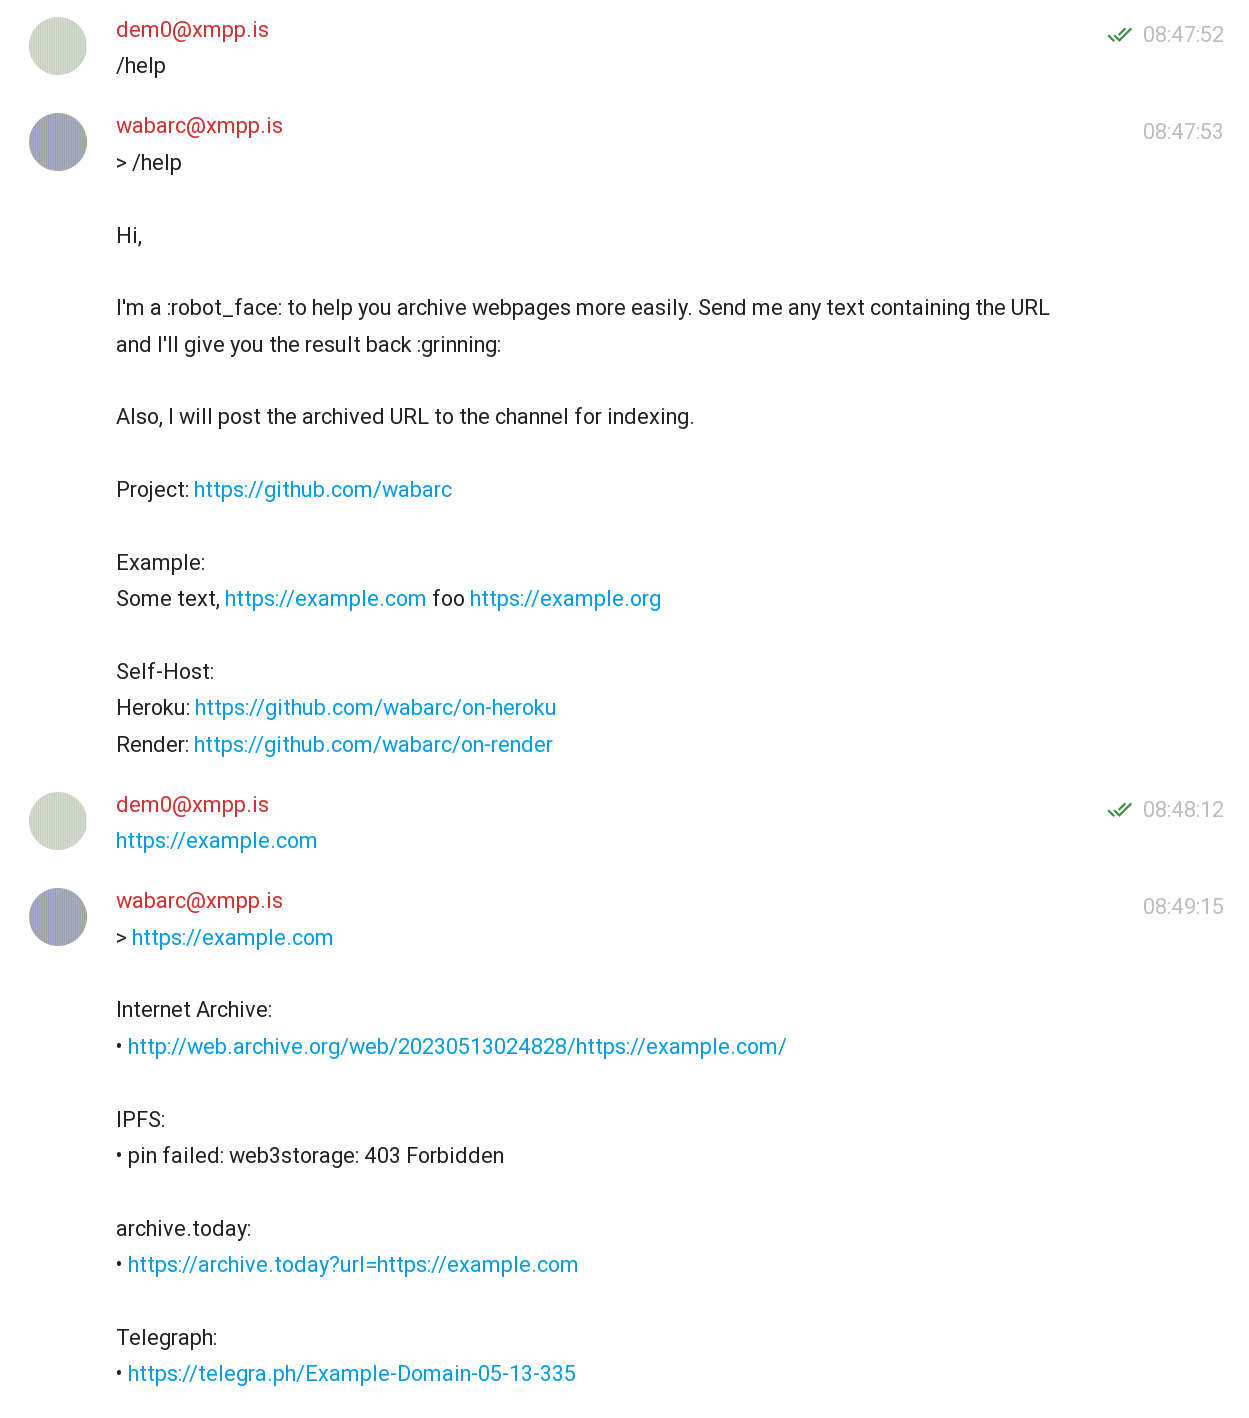 dem0@xmpp.is
08:47:52
/help
wabarc@xmpp.is
08:47:53
> /help
Hi,
I'm a :robot_face: to help you archive webpages more easily. Send me any text containing the URL
and I'll give you the result back :grinning:
Also, I will post the archived URL to the channel for indexing.
Project: https://github.com/wabarc
Example:
Some text, https://example.com foo https://example.org
Self-Host:
Heroku: https://github.com/wabarc/on-heroku
Render: https://github.com/wabarc/on-render
dem0@xmpp.is
08:48:12
https://example.com
wabarc@xmpp.is
08:49:15
> https://example.com
Internet Archive:
• http://web.archive.org/web/20230513024828/https://example.com/
IPFS:
• pin failed: web3storage: 403 Forbidden
archive.today:
• https://archive.today?url=https://example.com
Telegraph:
• https://telegra.ph/Example-Domain-05-13-335